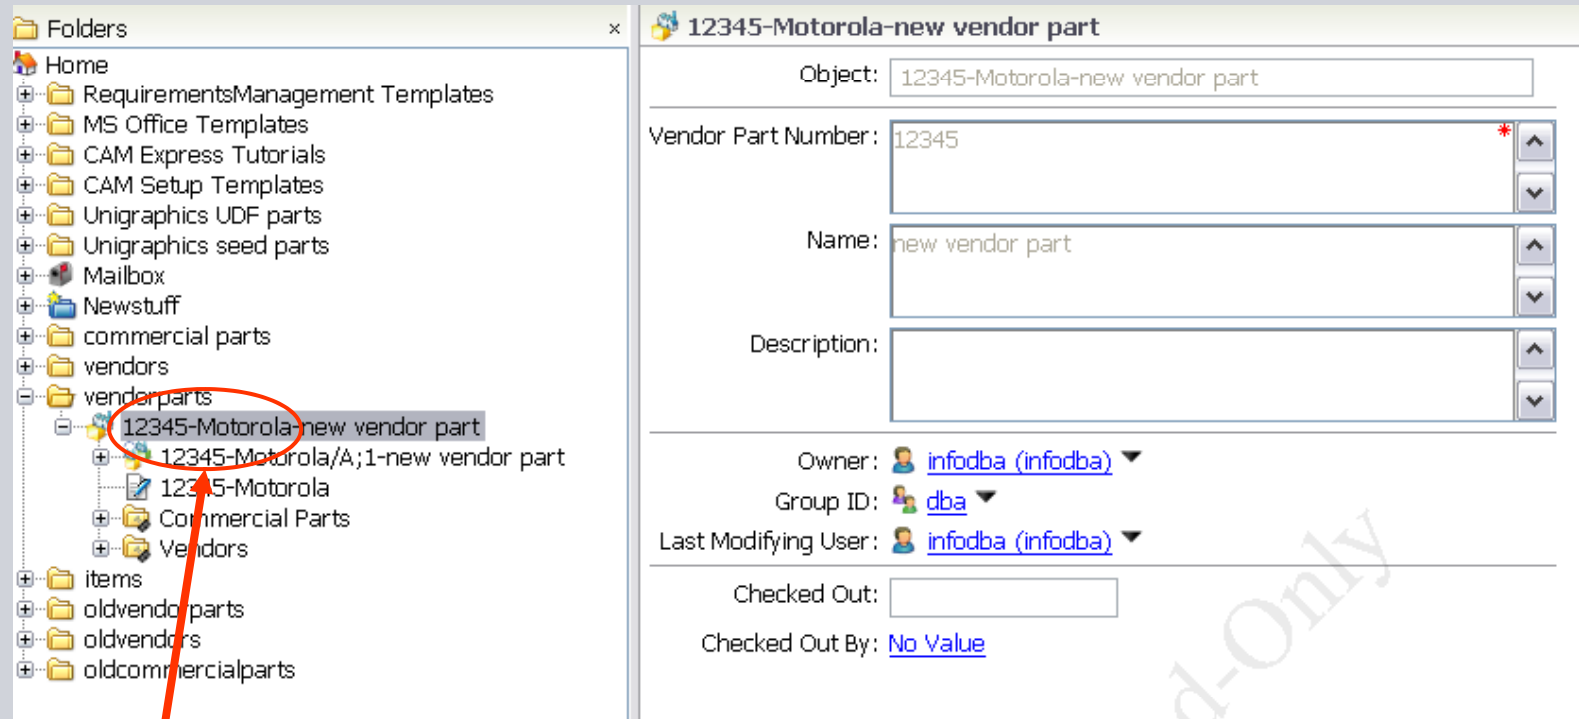 Folders
Home
RequirementsManagement Templates
MS Office Templates
CAM Express Tutorials
CAM Setup Templates
Unigraphics UDF parts
Unigraphics seed parts
Mailbox
Newstuff
commercial parts
vendors
venderparts
12345-Motorola-new vendor part
12345-Motorola/A;1-new vendor part
12345-Motorola
Commercial Parts
Vendors
items
oldvendorparts
oldvendors
oldcommercialparts
12345-Motorola-new vendor part
Object: 12345-Motorola-new vendor part
Vendor Part Number: 12345 *
Name: new vendor part
Description:
Owner: infodba (infodba)
Group ID: dba
Last Modifying User: infodba (infodba)
Checked Out:
Checked Out By: No Value
d-Only